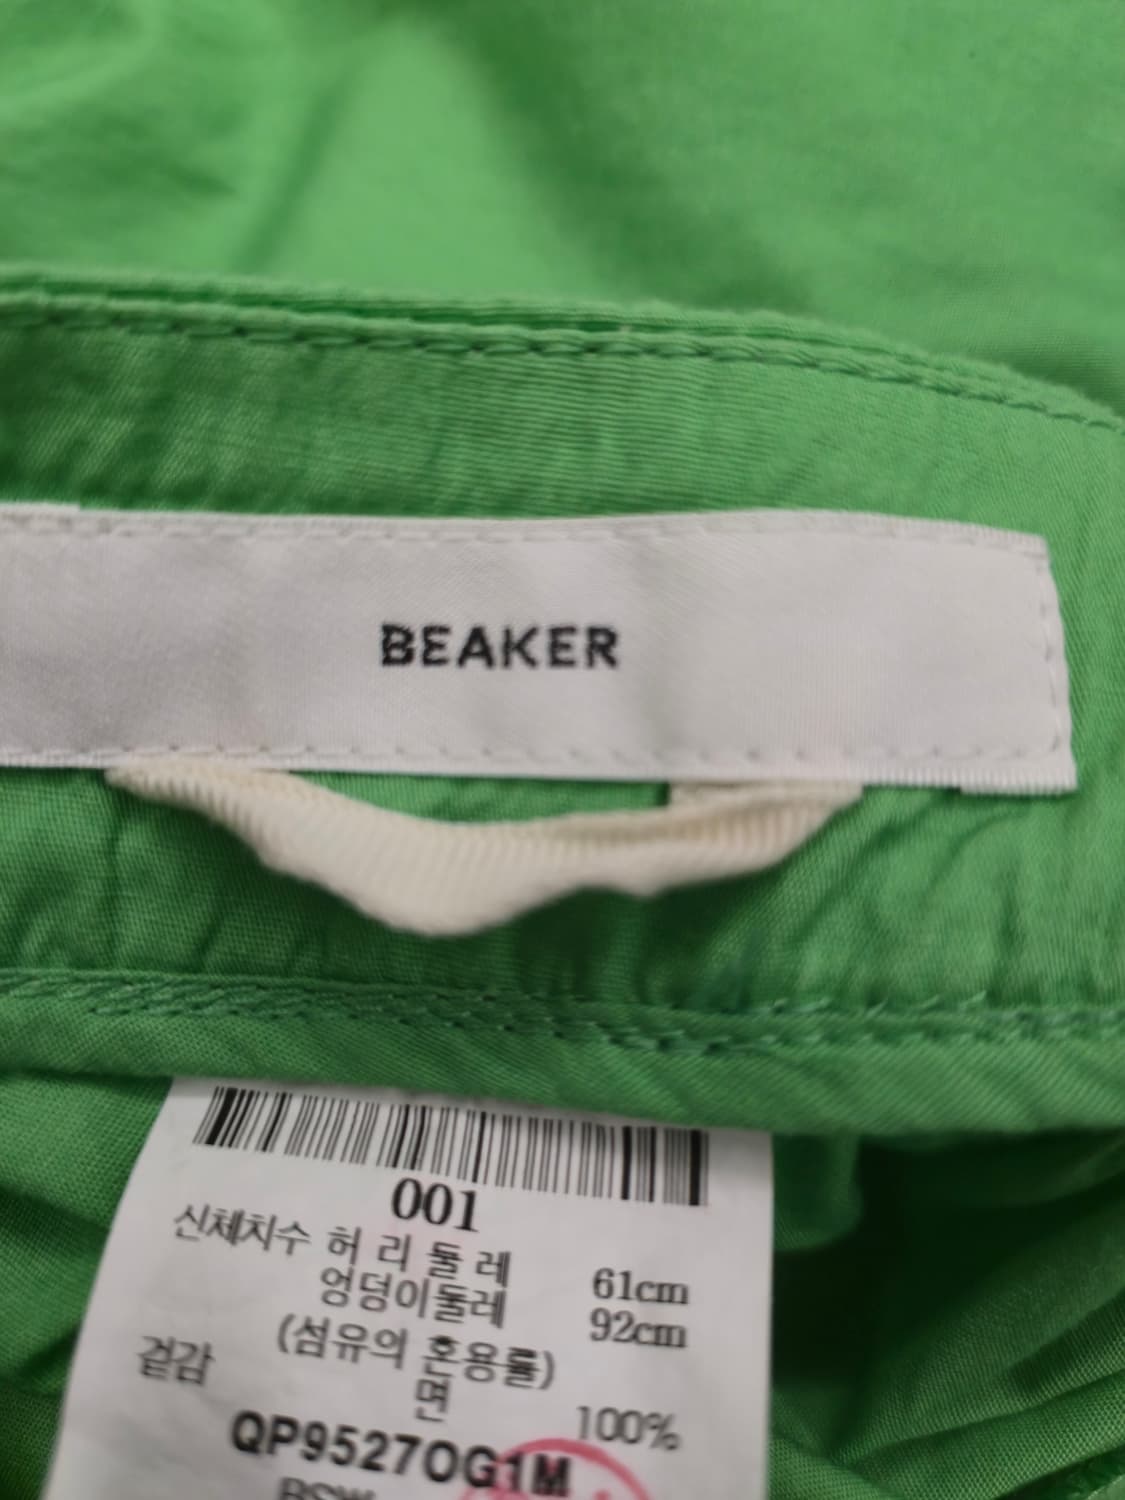 BEAKER
001
신체치수 허 리 둘 레 61cm
엉덩이둘레 92cm
(섬유의 혼용률)
겉감 면 100%
QP9527OG1M